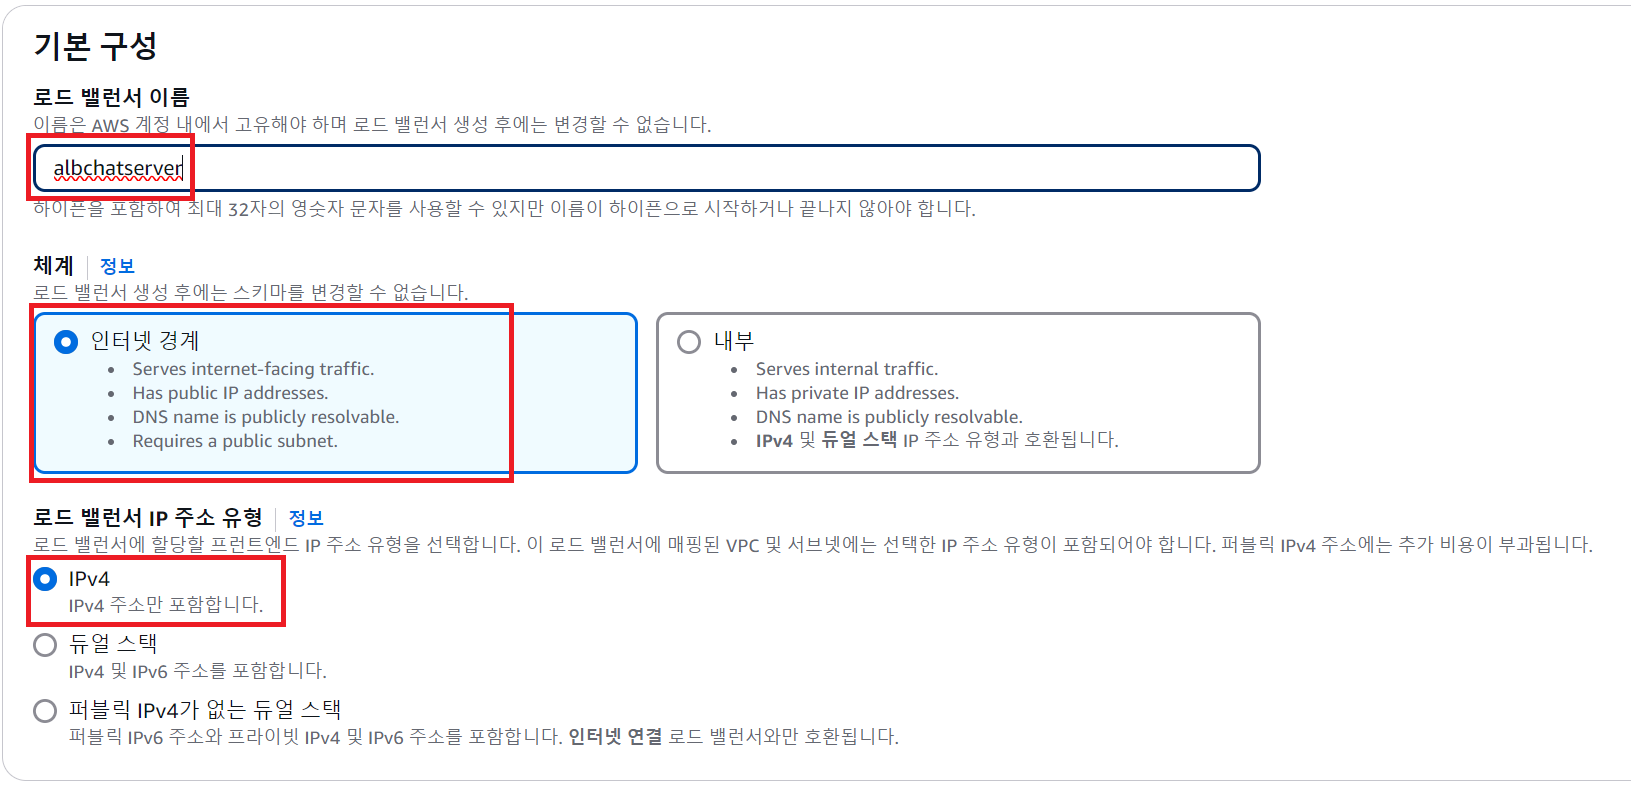 기본 구성
로드 밸런서 이름
이름은 AWS 계정 내에서 고유해야 하며 로드 밸런서 생성 후에는 변경할 수 없습니다.
albchatserver
하이픈을 포함하여 최대 32자의 영숫자 문자를 사용할 수 있지만 이름이 하이픈으로 시작하거나 끝나지 않아야 합니다.
체계 정보
로드 밸런서 생성 후에는 스키마를 변경할 수 없습니다.
인터넷 경계
Serves internet-facing traffic.
Has public IP addresses.
DNS name is publicly resolvable.
Requires a public subnet.
내부
Serves internal traffic.
Has private IP addresses.
DNS name is publicly resolvable.
IPv4 및 듀얼 스택 IP 주소 유형과 호환됩니다.
로드 밸런서 IP 주소 유형 정보
로드 밸런서에 할당할 프런트엔드 IP 주소 유형을 선택합니다. 이 로드 밸런서에 매핑된 VPC 및 서브넷에는 선택한 IP 주소 유형이 포함되어야 합니다. 퍼블릭 IPv4 주소에는 추가 비용이 부과됩니다.
IPv4
IPv4 주소만 포함합니다.
듀얼 스택
IPv4 및 IPv6 주소를 포함합니다.
퍼블릭 IPv4가 없는 듀얼 스택
퍼블릭 IPv6 주소와 프라이빗 IPv4 및 IPv6 주소를 포함합니다. 인터넷 연결 로드 밸런서와만 호환됩니다.